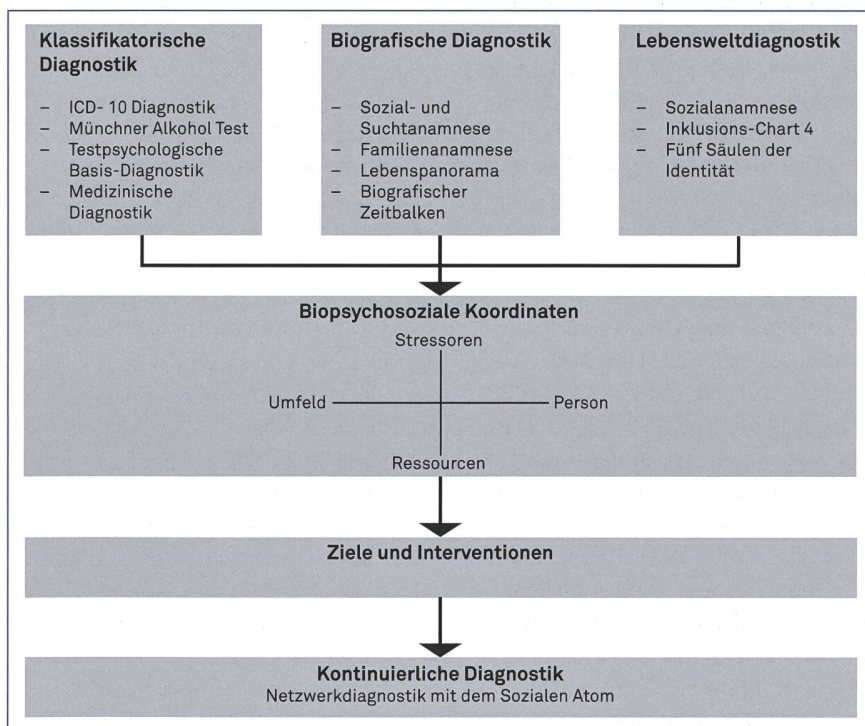 Klassifikatorische
Diagnostik
– ICD- 10 Diagnostik
– Münchner Alkohol Test
– Testpsychologische
Basis-Diagnostik
– Medizinische
Diagnostik
Biografische Diagnostik
– Sozial- und
Suchtanamnese
– Familienanamnese
– Lebenspanorama
– Biografischer
Zeitbalken
Lebensweltdiagnostik
– Sozialanamnese
– Inklusions-Chart 4
– Fünf Säulen der
Identität
Biopsychosoziale Koordinaten
Stressoren
Umfeld
Person
Ressourcen
Ziele und Interventionen
Kontinuierliche Diagnostik
Netzwerkdiagnostik mit dem Sozialen Atom